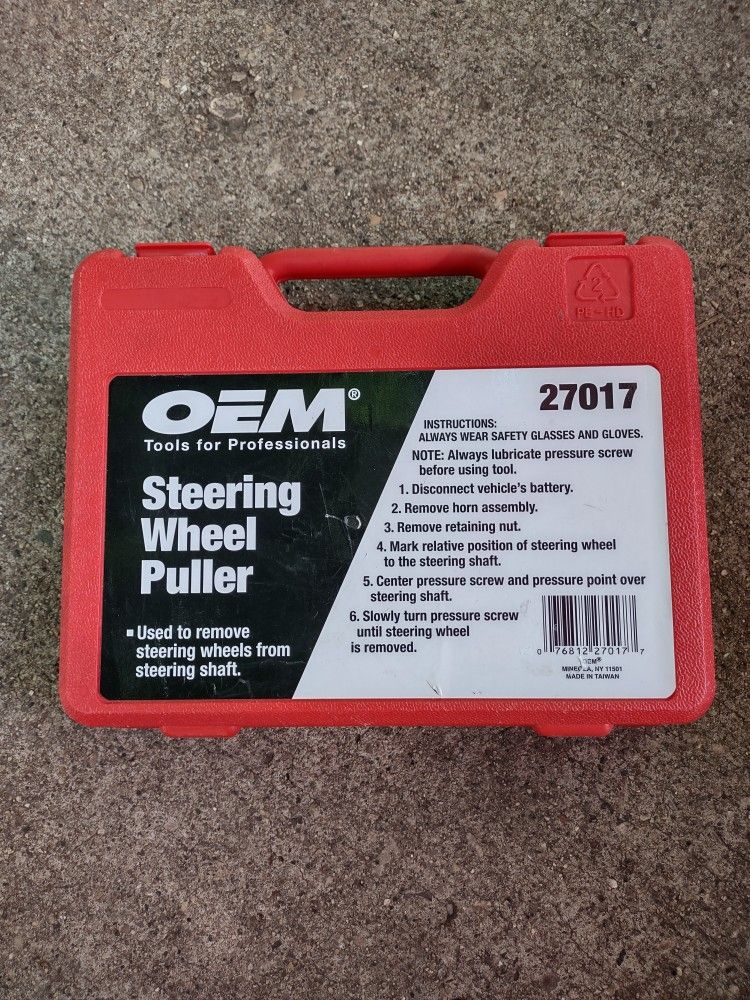 2
PE-HD
OEM®
Tools for Professionals
Steering
Wheel
Puller
▪ Used to remove
steering wheels from
steering shaft.
27017
INSTRUCTIONS:
ALWAYS WEAR SAFETY GLASSES AND GLOVES.
NOTE: Always lubricate pressure screw
before using tool.
1. Disconnect vehicle's battery.
2. Remove horn assembly.
3. Remove retaining nut.
4. Mark relative position of steering wheel
to the steering shaft.
5. Center pressure screw and pressure point over
steering shaft.
6. Slowly turn pressure screw
until steering wheel
is removed.
0 76812 27017 7
OEM®
NY 11501
MADE IN TAIWAN